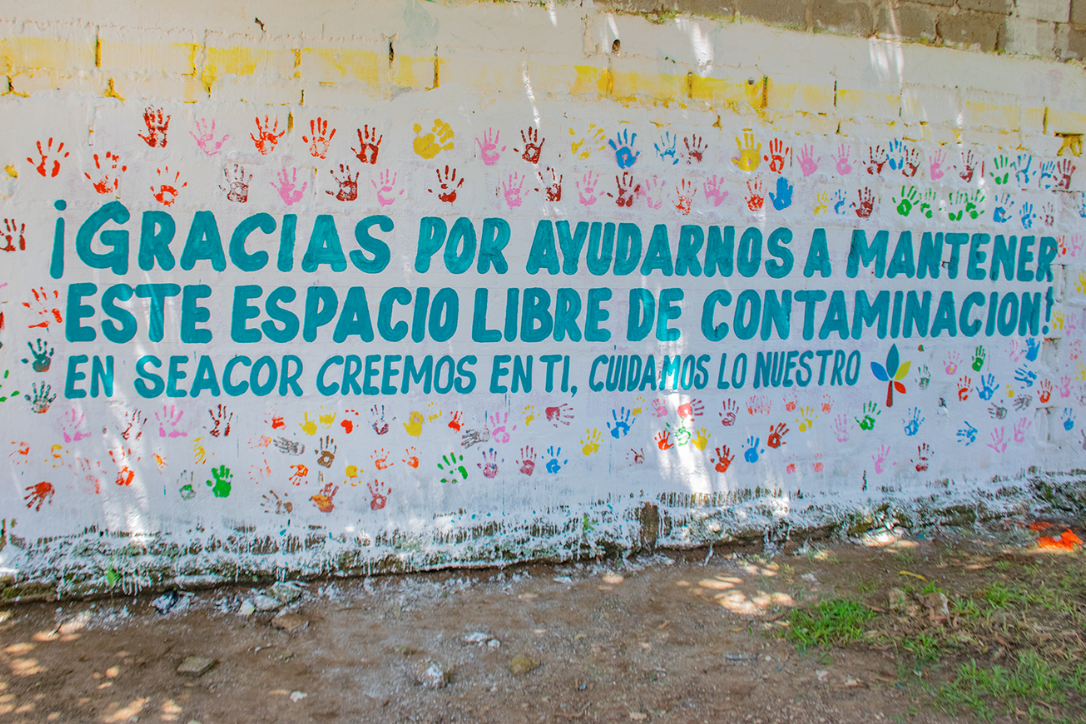 ¡GRACIAS POR AYUDARNOS A MANTENER
ESTE ESPACIO LIBRE DE CONTAMINACION!
EN SEACOR CREEMOS EN TI, CUIDAMOS LO NUESTRO